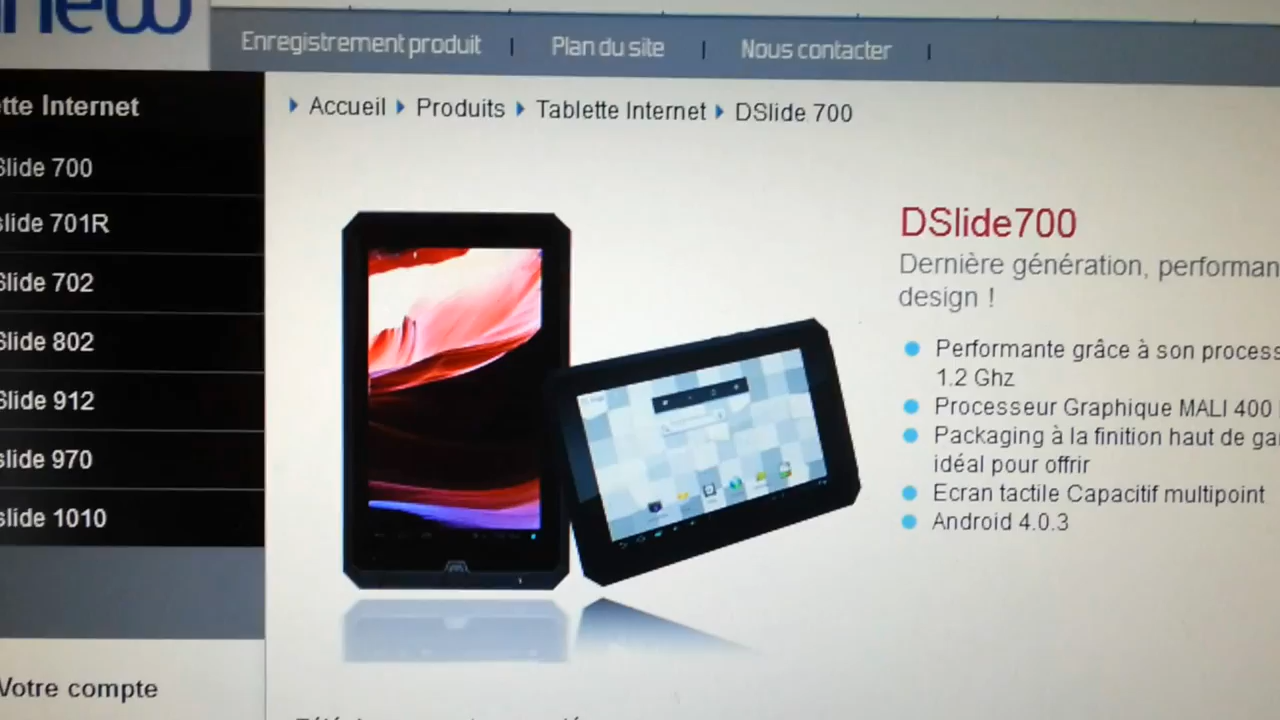 Enregistrement produit | Plan du site | Nous contacter |
tte Internet
Accueil Produits Tablette Internet DSlide 700
Slide 700
slide 701R
Slide 702
Slide 802
Slide 912
slide 970
slide 1010
Votre compte
DSlide700
Dernière génération, performan
design !
Performante grâce à son process
1.2 Ghz
Processeur Graphique MALI 400
Packaging à la finition haut de ga
idéal pour offrir
Ecran tactile Capacitif multipoint
Android 4.0.3